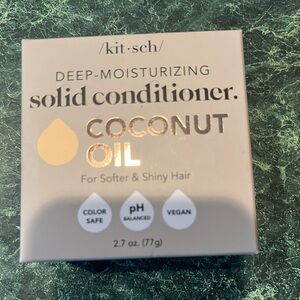 /kit•sch/
DEEP-MOISTURIZING
solid conditioner.
COCONUT
OIL
For Softer & Shiny Hair
COLOR
SAFE
pH
BALANCED
VEGAN
2.7 oz. (77g)